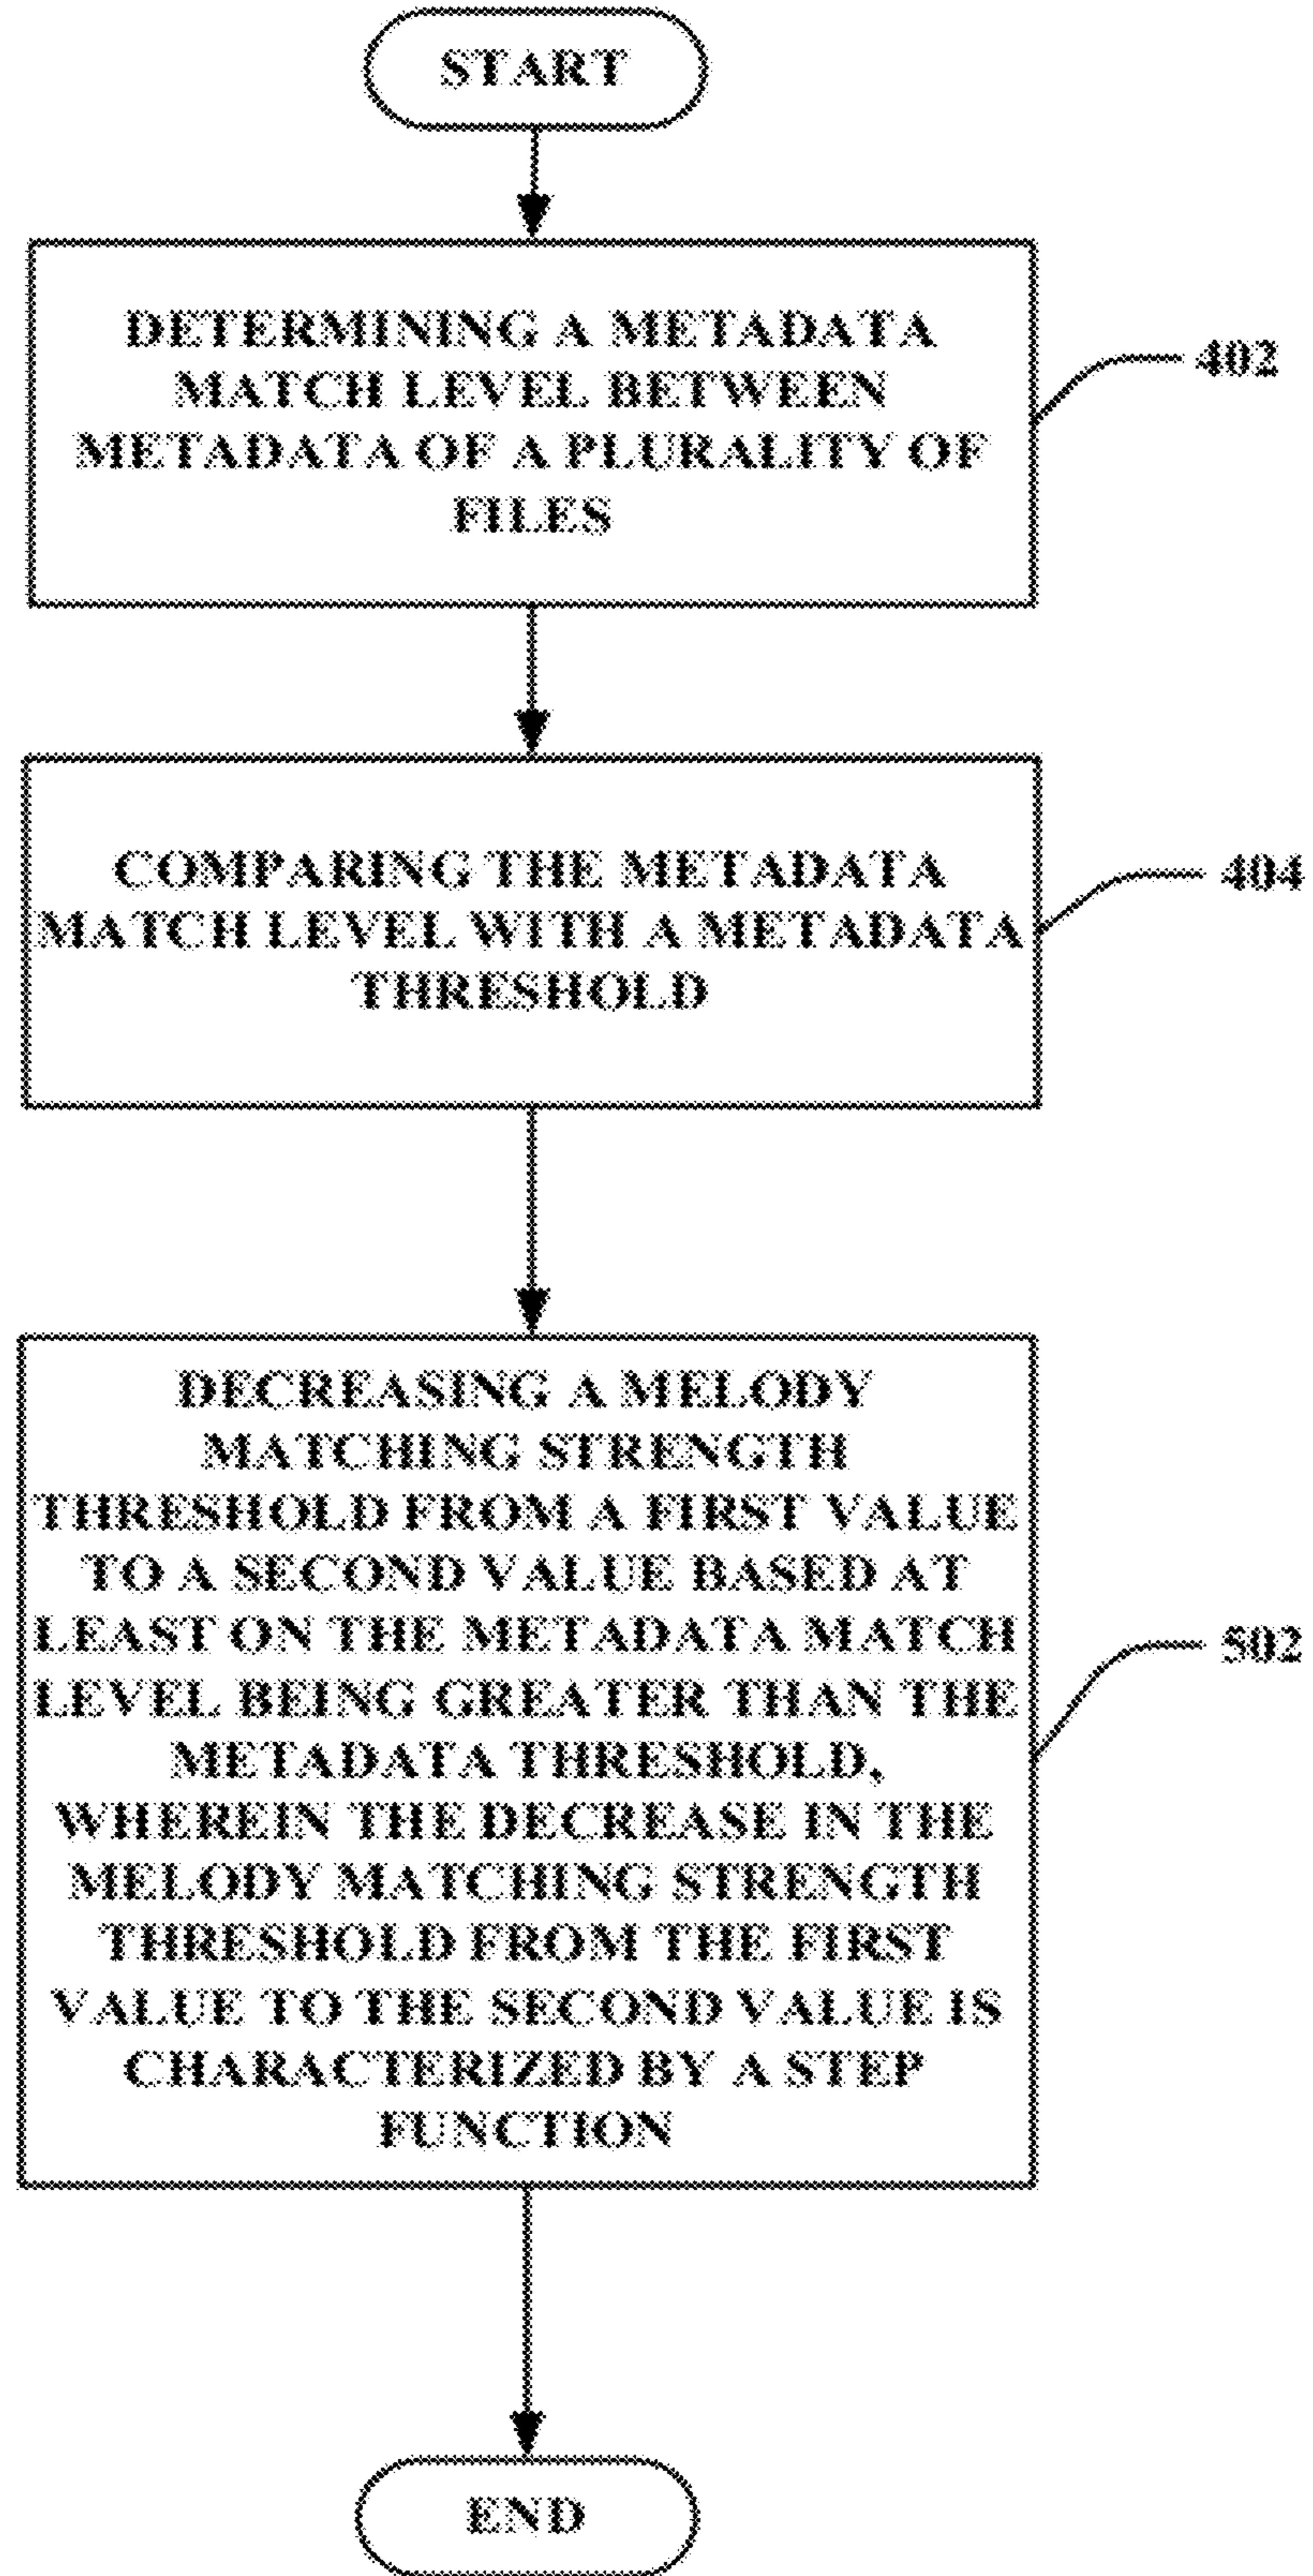 START
DETERMINING A METADATA
MATCH LEVEL BETWEEN
METADATA OF A PLURALITY OF
FILES
402
COMPARING THE METADATA
MATCH LEVEL WITH A METADATA
THRESHOLD
404
DECREASING A MELODY
MATCHING STRENGTH
THRESHOLD FROM A FIRST VALUE
TO A SECOND VALUE BASED AT
LEAST ON THE METADATA MATCH
LEVEL BEING GREATER THAN THE
METADATA THRESHOLD,
WHEREIN THE DECREASE IN THE
MELODY MATCHING STRENGTH
THRESHOLD FROM THE FIRST
VALUE TO THE SECOND VALUE IS
CHARACTERIZED BY A STEP
FUNCTION
502
END